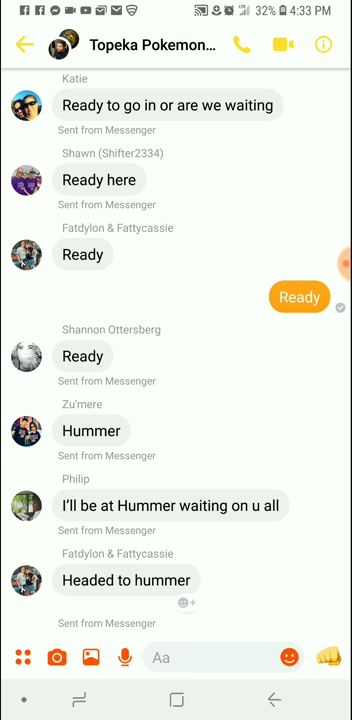 32% 4:33 PM
Topeka Pokemon...
Katie
Ready to go in or are we waiting
Sent from Messenger
Shawn (Shifter2334)
Ready here
Sent from Messenger
Fatdylon & Fattycassie
Ready
Ready
Shannon Ottersberg
Ready
Sent from Messenger
Zu'mere
Hummer
Sent from Messenger
Philip
I'll be at Hummer waiting on u all
Sent from Messenger
Fatdylon & Fattycassie
Headed to hummer
Sent from Messenger
Aa